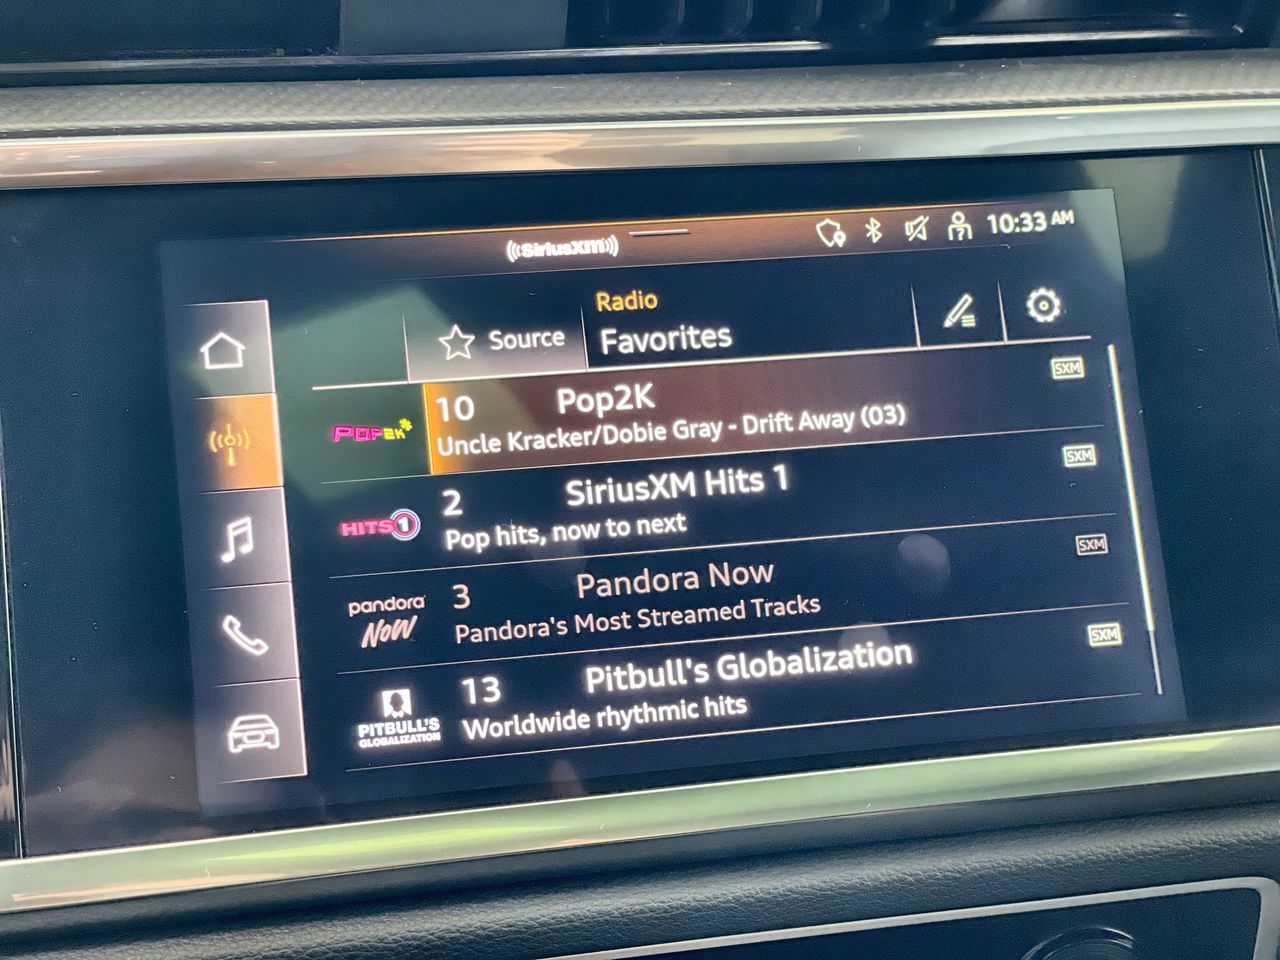 SiriusXM
10:33 AM
Radio
Source
Favorites
SXM
POP2K
10 Pop2K
Uncle Kracker/Dobie Gray - Drift Away (03)
SXM
HITS 1
2 SiriusXM Hits 1
Pop hits, now to next
SXM
pandora
NOW
3 Pandora Now
Pandora's Most Streamed Tracks
SXM
PITBULL'S
GLOBALIZATION
13 Pitbull's Globalization
Worldwide rhythmic hits